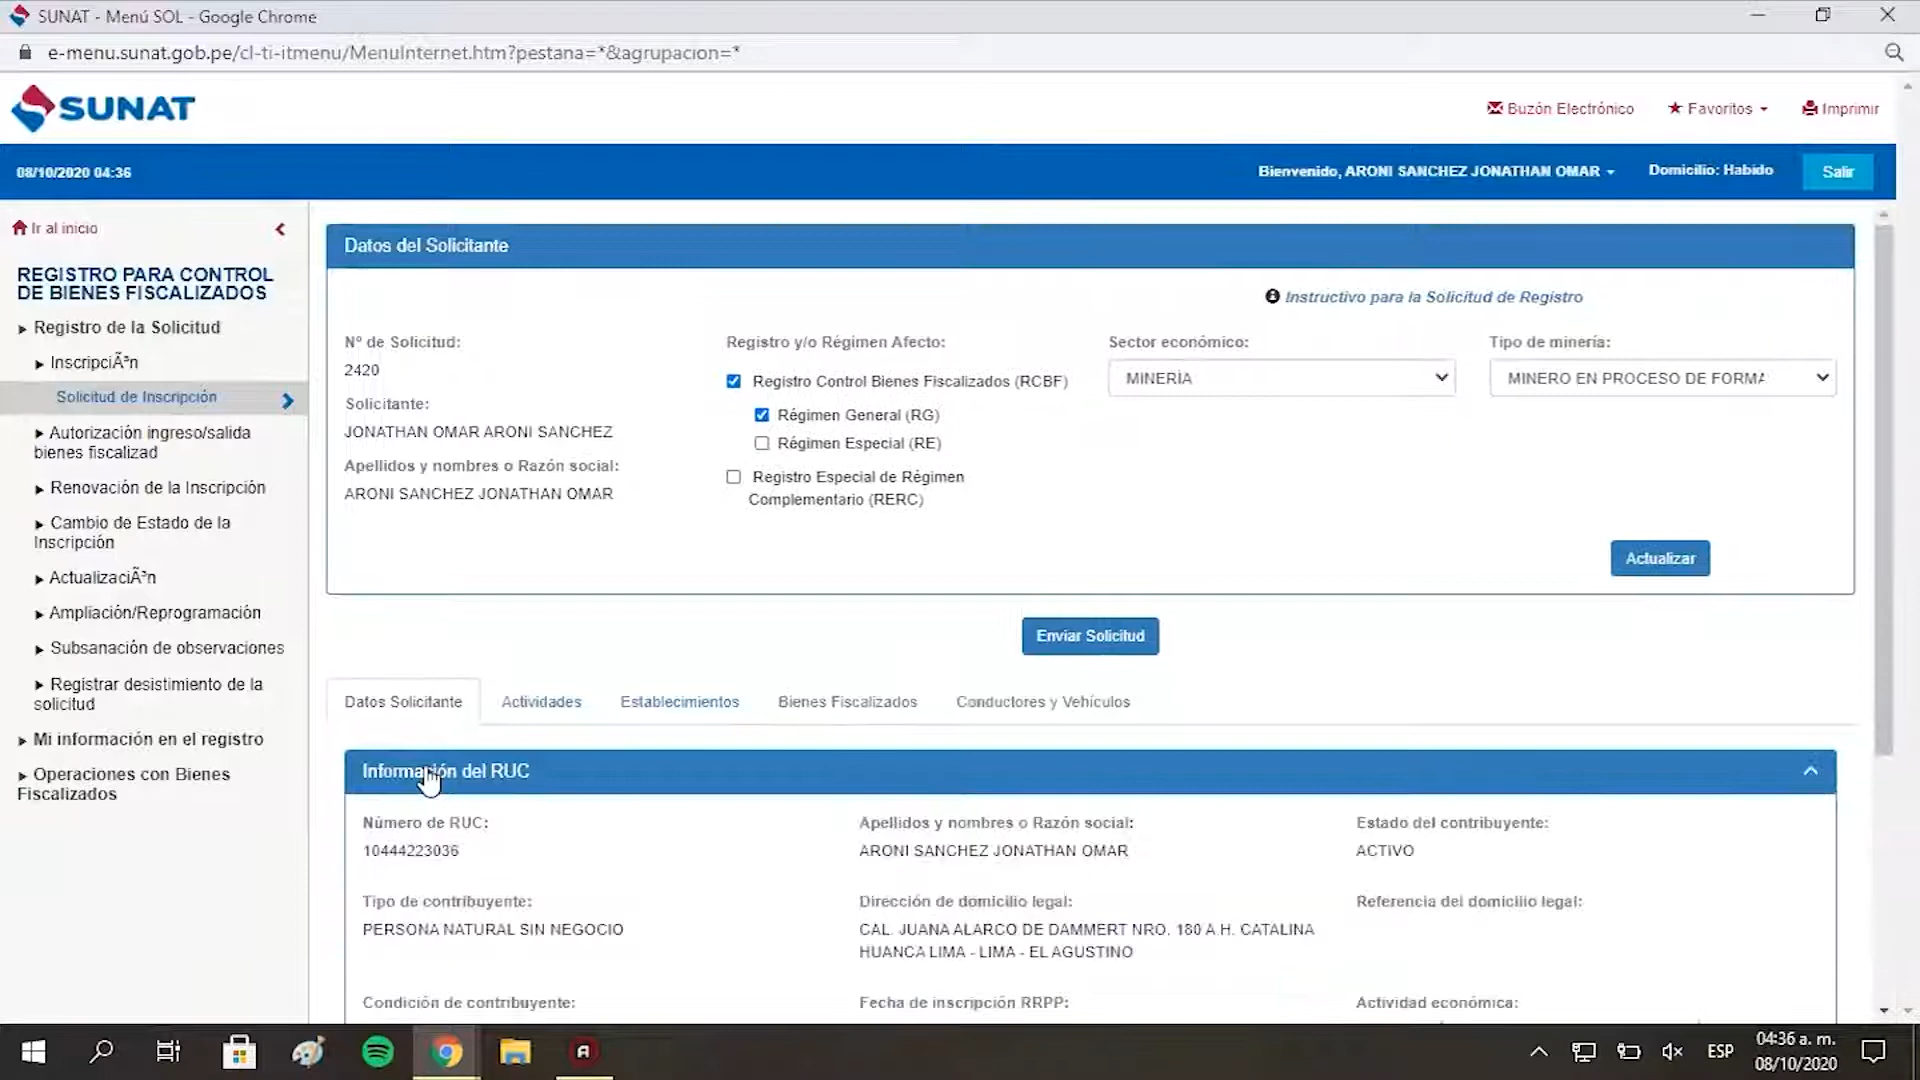 SUNAT - Menú SOL - Google Chrome
e-menu.sunat.gob.pe/cl-ti-itmenu/MenuInternet.htm?pestana=*&agrupacion=*
SUNAT
Buzón Electrónico
Favoritos
Imprimir
08/10/2020 04:36
Bienvenido, ARONI SANCHEZ JONATHAN OMAR
Domicilio: Habido
Salir
Ir al inicio
REGISTRO PARA CONTROL
DE BIENES FISCALIZADOS
Registro de la Solicitud
InscripciÃ³n
Solicitud de Inscripción
Autorización ingreso/salida
bienes fiscalizad
Renovación de la Inscripción
Cambio de Estado de la
Inscripción
ActualizaciÃ³n
Ampliación/Reprogramación
Subsanación de observaciones
Registrar desistimiento de la
solicitud
Mi información en el registro
Operaciones con Bienes
Fiscalizados
Datos del Solicitante
Instructivo para la Solicitud de Registro
Nº de Solicitud:
2420
Solicitante:
JONATHAN OMAR ARONI SANCHEZ
Apellidos y nombres o Razón social:
ARONI SANCHEZ JONATHAN OMAR
Registro y/o Régimen Afecto:
Registro Control Bienes Fiscalizados (RCBF)
Régimen General (RG)
Régimen Especial (RE)
Registro Especial de Régimen
Complementario (RERC)
Sector económico:
MINERÍA
Tipo de minería:
MINERO EN PROCESO DE FORMA
Actualizar
Enviar Solicitud
Datos Solicitante
Actividades
Establecimientos
Bienes Fiscalizados
Conductores y Vehículos
Información del RUC
Número de RUC:
10444223036
Apellidos y nombres o Razón social:
ARONI SANCHEZ JONATHAN OMAR
Estado del contribuyente:
ACTIVO
Tipo de contribuyente:
PERSONA NATURAL SIN NEGOCIO
Dirección de domicilio legal:
CAL. JUANA ALARCO DE DAMMERT NRO. 180 A.H. CATALINA
HUANCA LIMA - LIMA - EL AGUSTINO
Referencia del domicilio legal:
Condición de contribuyente:
Fecha de inscripción RRPP:
Actividad económica:
ESP
04:36 a. m.
08/10/2020